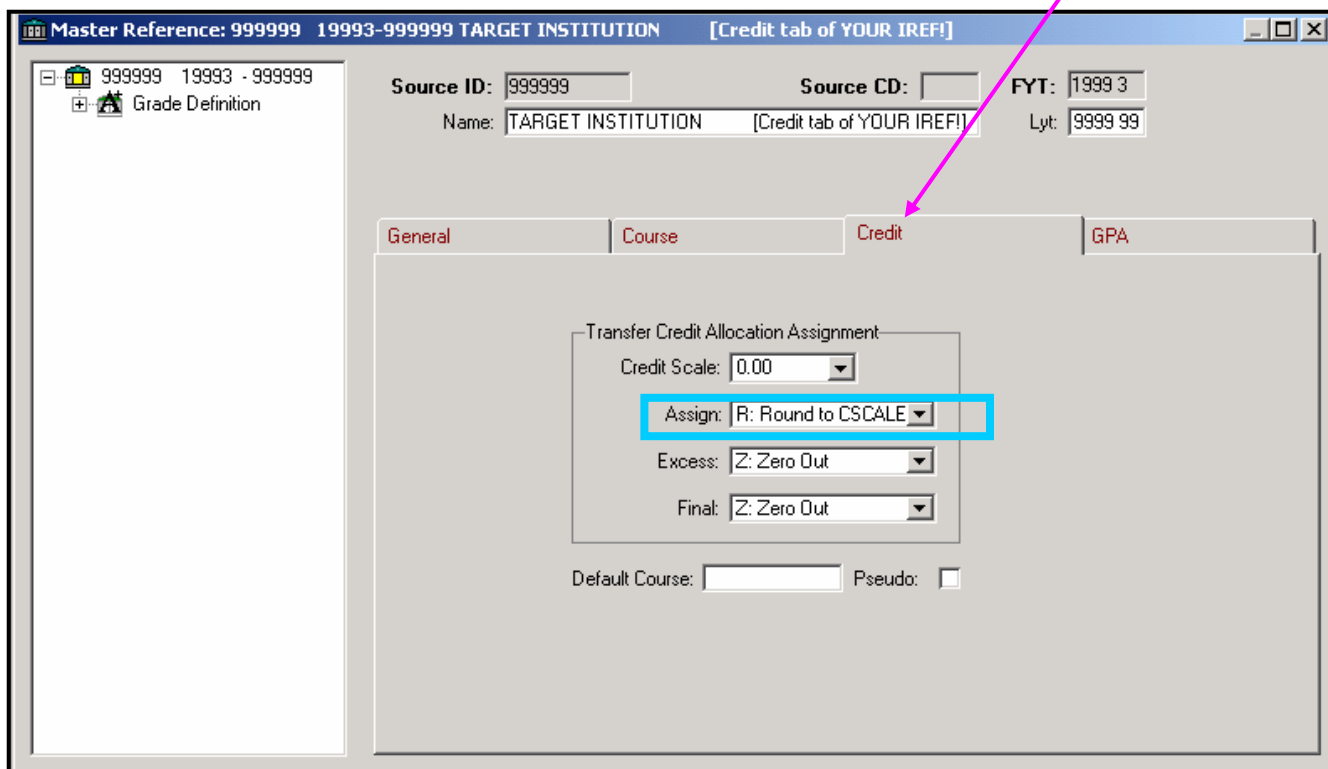 Master Reference: 999999 19993-999999 TARGET INSTITUTION [Credit tab of YOUR IREF!]
999999 19993 - 999999
Grade Definition
Source ID: 999999 Source CD: FYT: 1999 3
Name: TARGET INSTITUTION [Credit tab of YOUR IREF!] Lyt: 9999 99
General Course Credit GPA
Transfer Credit Allocation Assignment
Credit Scale: 0.00
Assign: R: Round to CSCALE
Excess: Z: Zero Out
Final: Z: Zero Out
Default Course: Pseudo: